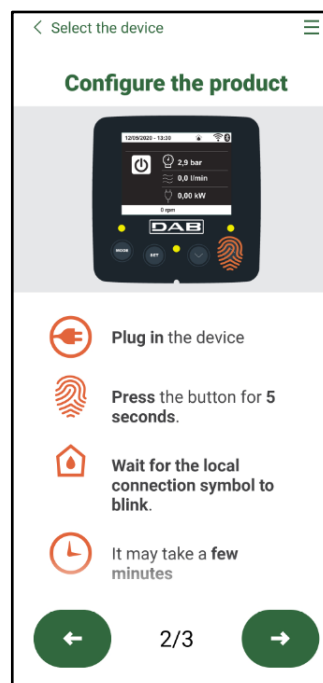 Select the device
Configure the product
12/05/2020 - 13:30
2,9 bar
0,0 l/min
0,00 kW
0 rpm
DAB
MODE
SET
Plug in the device
Press the button for 5
seconds.
Wait for the local
connection symbol to
blink.
It may take a few
minutes
2/3